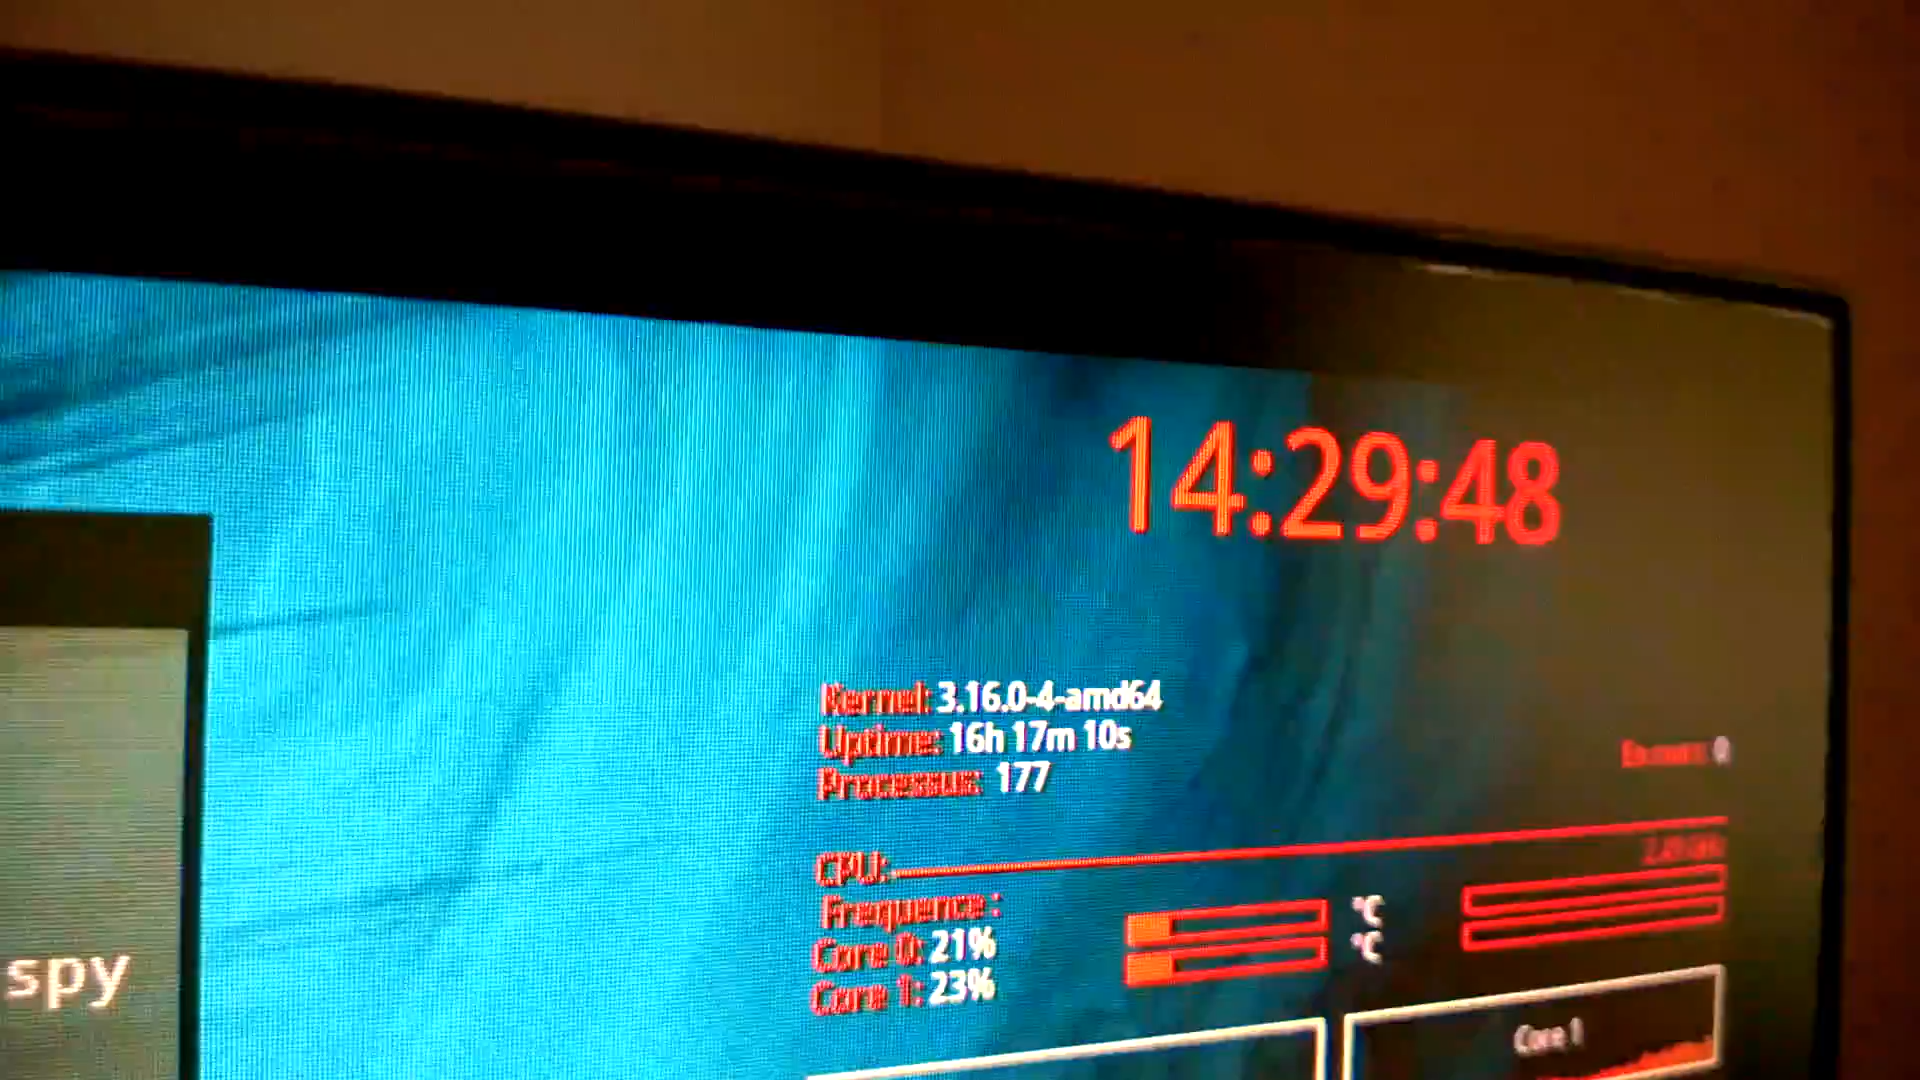 14:29:48
Kernel: 3.16.0-4-amd64
Uptime: 16h 17m 10s
Processus: 177
0
CPU:
Frequence :
Core 0: 21% °C
Core 1: 23% °C
spy
Core 1